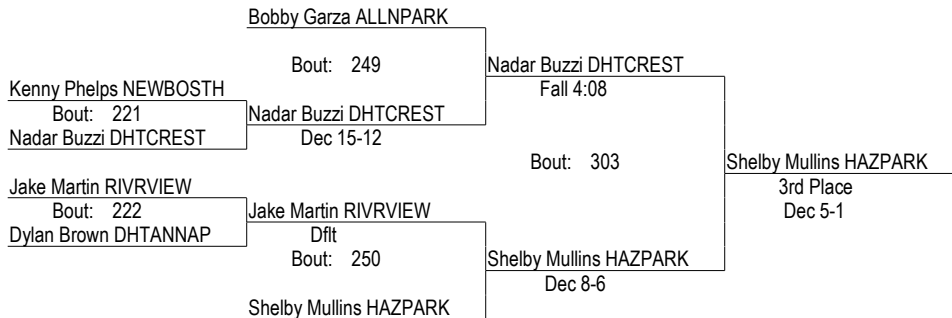 Bobby Garza ALLNPARK
Bout: 249
Nadar Buzzi DHTCREST
Fall 4:08
Kenny Phelps NEWBOSTH
Bout: 221
Nadar Buzzi DHTCREST
Nadar Buzzi DHTCREST
Dec 15-12
Bout: 303
Shelby Mullins HAZPARK
3rd Place
Dec 5-1
Jake Martin RIVRVIEW
Bout: 222
Dylan Brown DHTANNAP
Jake Martin RIVRVIEW
Dflt
Bout: 250
Shelby Mullins HAZPARK
Dec 8-6
Shelby Mullins HAZPARK